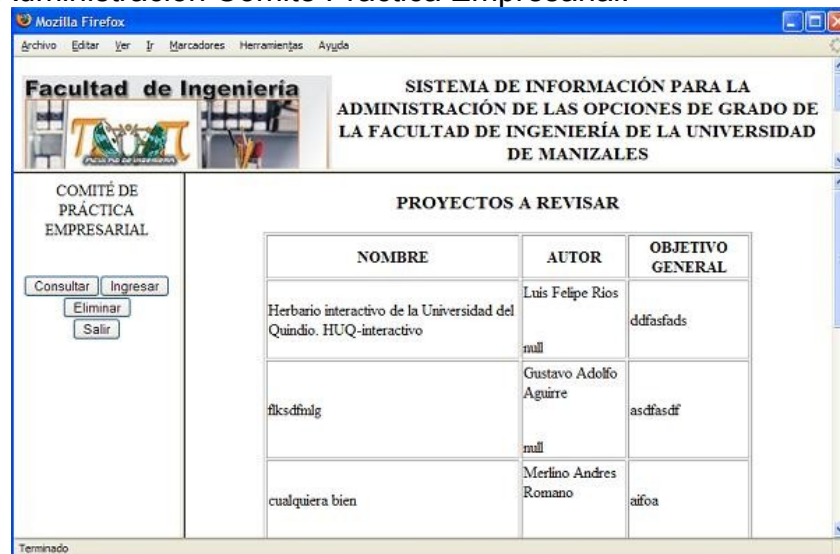 Mozilla Firefox
Archivo Editar Ver Ir Marcadores Herramientas Ayuda
Facultad de Ingeniería
SISTEMA DE INFORMACIÓN PARA LA
ADMINISTRACIÓN DE LAS OPCIONES DE GRADO DE
LA FACULTAD DE INGENIERÍA DE LA UNIVERSIDAD
DE MANIZALES
COMITÉ DE
PRÁCTICA
EMPRESARIAL
Consultar Ingresar
Eliminar
Salir
PROYECTOS A REVISAR
NOMBRE AUTOR OBJETIVO
GENERAL
Herbario interactivo de la Universidad del
Quindio. HUQ-interactivo
Luis Felipe Rios
null
ddfasfads
flksdfmlg
Gustavo Adolfo
Aguirre
null
asdfasdf
cualquiera bien
Merlino Andres
Romano
aifoa
Terminado